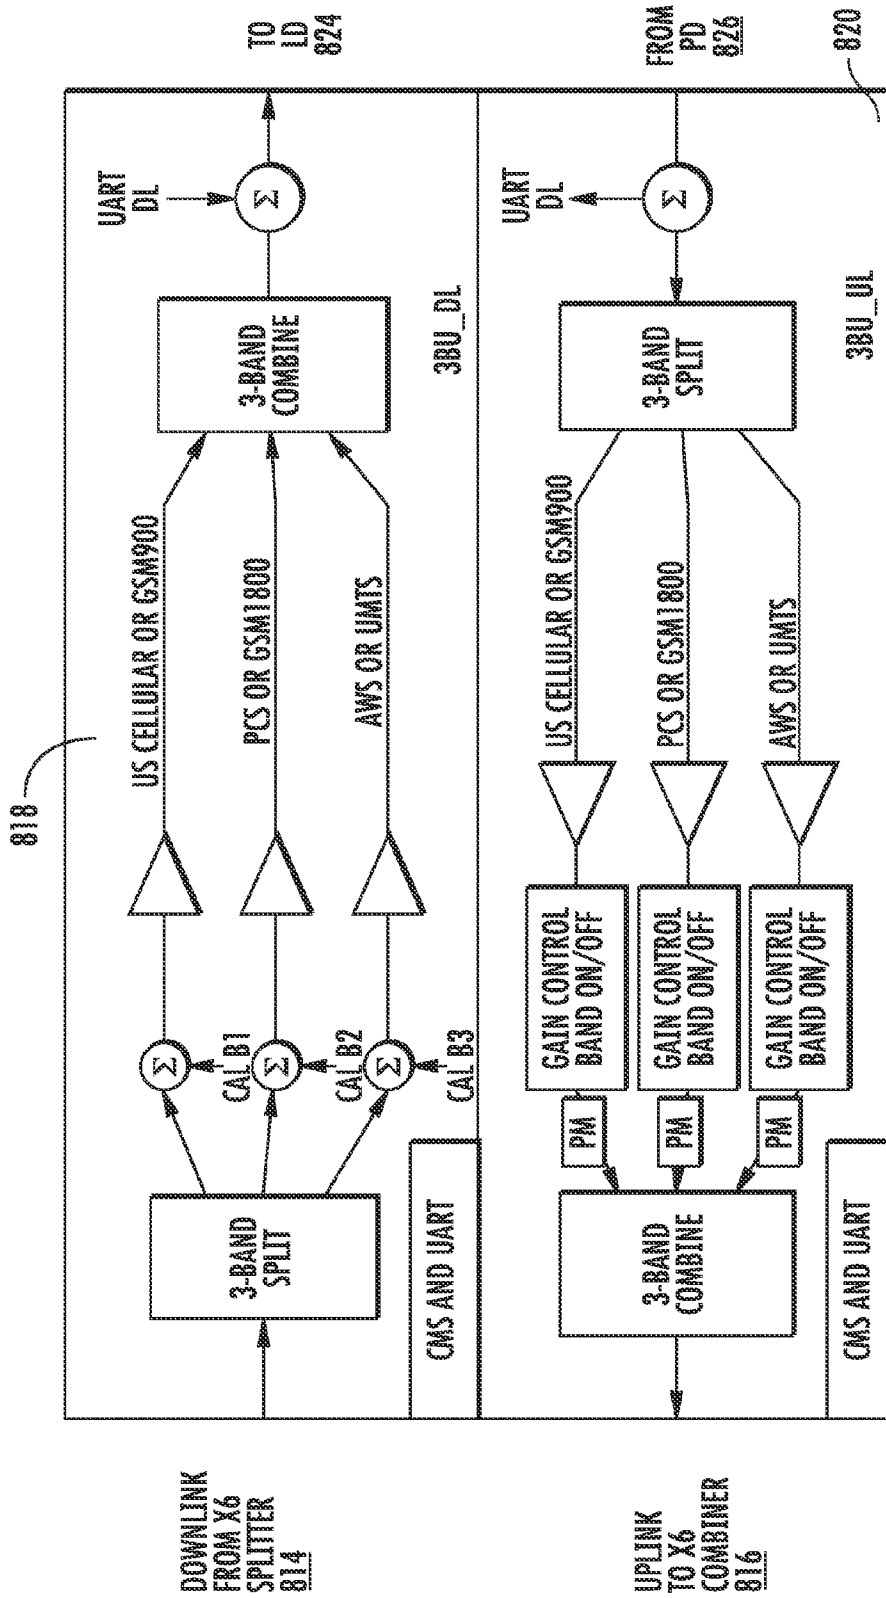 818
DOWNLINK
FROM X6
SPLITTER
814
3-BAND
SPLIT
CAL B1
CAL B2
CAL B3
US CELLULAR OR GSM900
PCS OR GSM1800
AWS OR UMTS
3-BAND
COMBINE
UART
DL
Σ
Σ
Σ
Σ
TO
LD
824
CMS AND UART
3BU_DL
UPLINK
TO X6
COMBINER
816
3-BAND
COMBINE
PM
PM
PM
GAIN CONTROL
BAND ON/OFF
GAIN CONTROL
BAND ON/OFF
GAIN CONTROL
BAND ON/OFF
US CELLULAR OR GSM900
PCS OR GSM1800
AWS OR UMTS
3-BAND
SPLIT
UART
DL
Σ
FROM
PD
826
CMS AND UART
3BU_UL
820